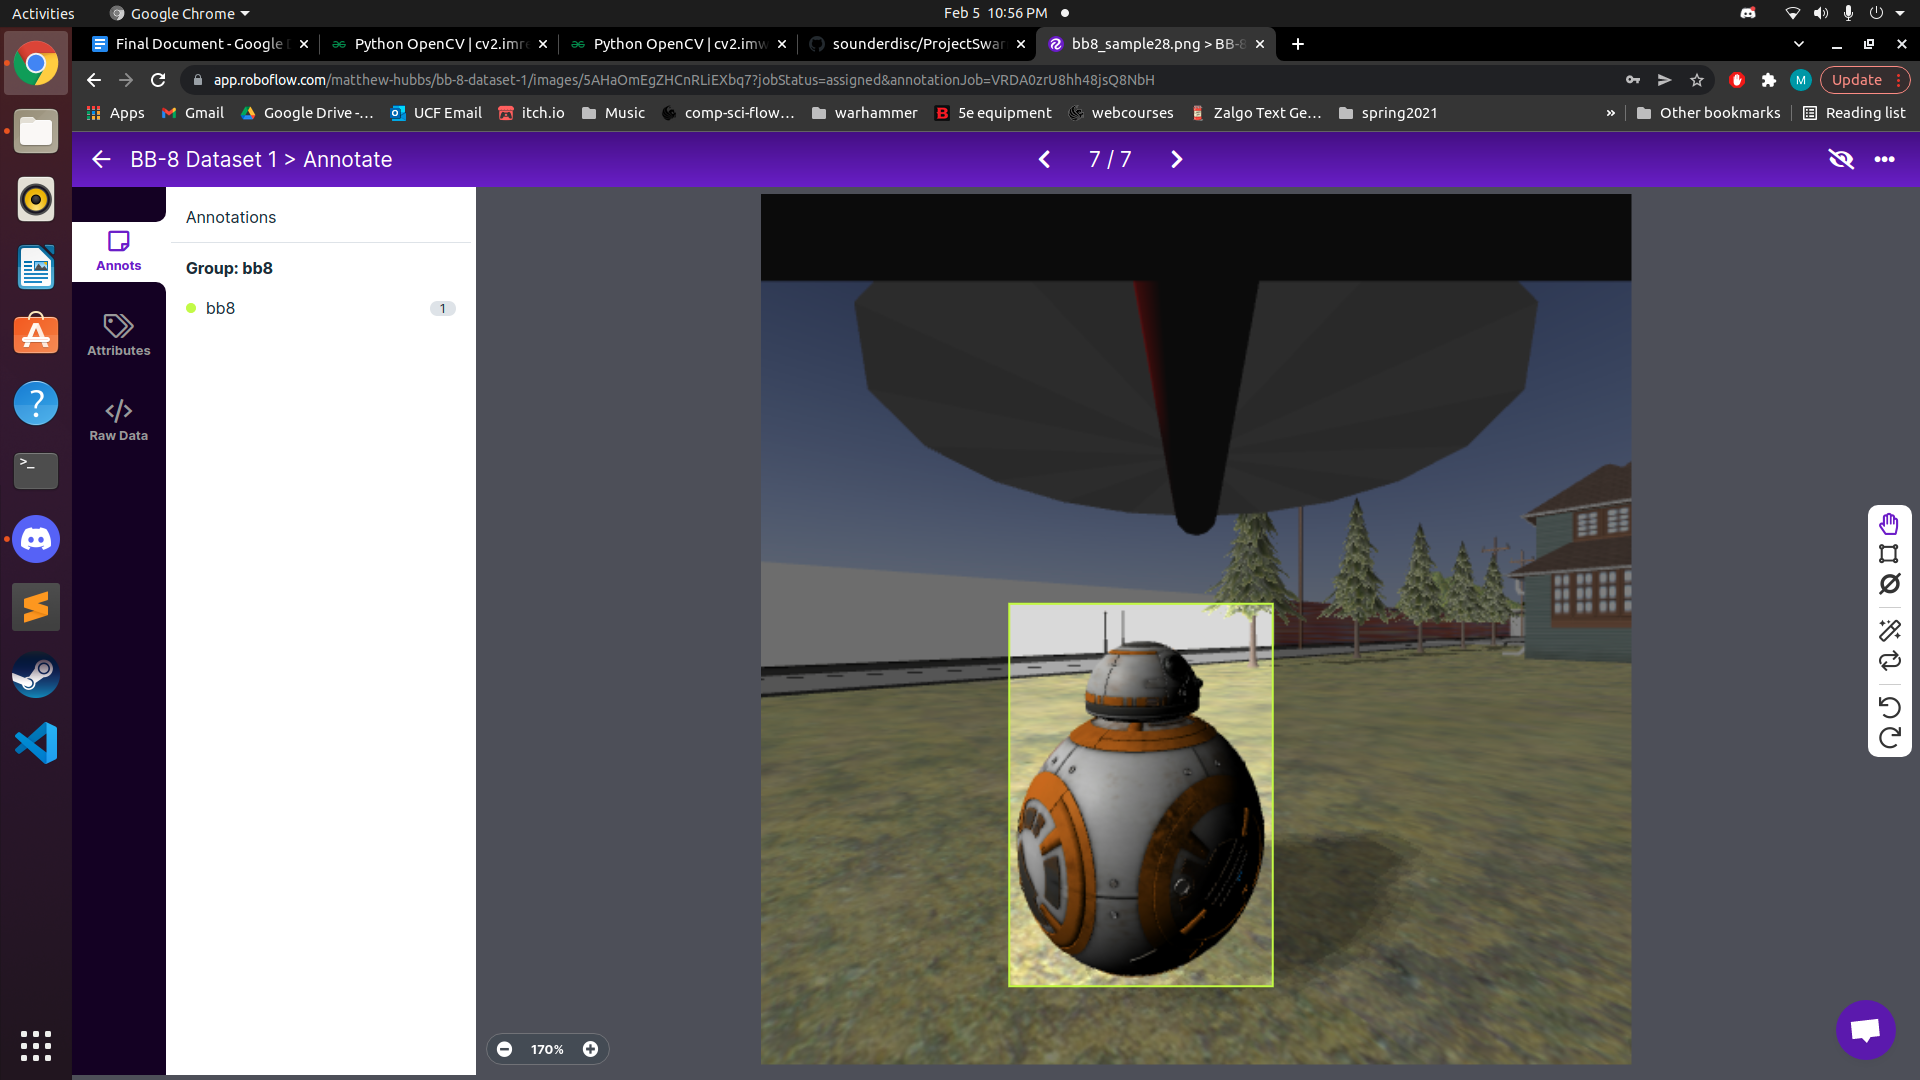 Activities
Google Chrome
Feb 5 10:56 PM
Final Document - Google D
Python OpenCV | cv2.imre
Python OpenCV | cv2.imw
sounderdisc/ProjectSwar
bb8_sample28.png > BB-8
app.roboflow.com/matthew-hubbs/bb-8-dataset-1/images/5AHaOmEgZHCnRLiEXbq7?jobStatus=assigned&annotationJob=VRDA0zrU8hh48jsQ8NbH
M
Update
Apps
Gmail
Google Drive -...
UCF Email
itch.io
Music
comp-sci-flow...
warhammer
B
5e equipment
webcourses
Zalgo Text Ge...
spring2021
»
Other bookmarks
Reading list
BB-8 Dataset 1 > Annotate
7 / 7
Annots
Attributes
Raw Data
Annotations
Group: bb8
bb8
1
170%